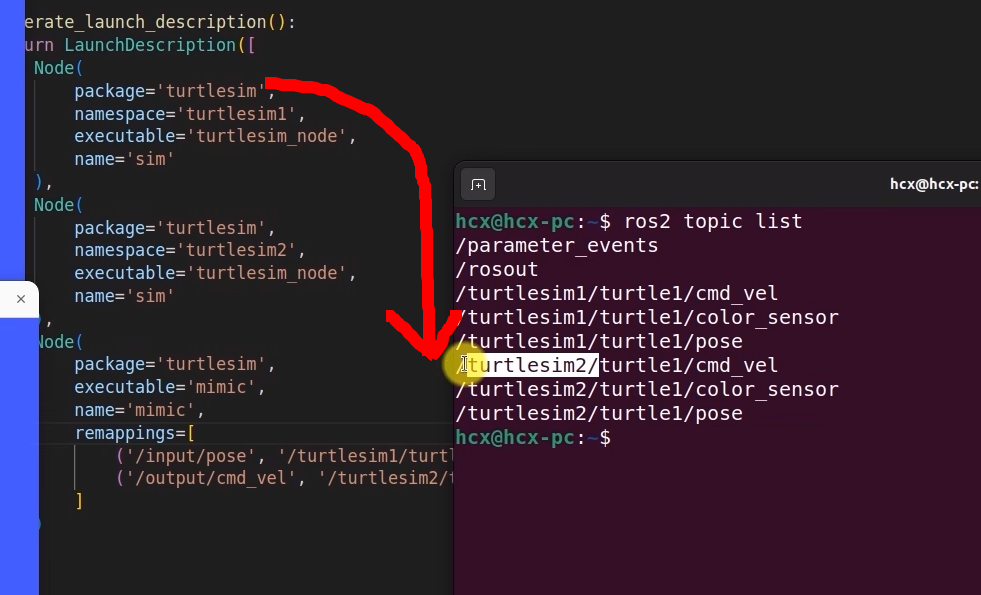 erate_launch_description():
urn LaunchDescription([
Node(
package='turtlesim',
namespace='turtlesim1',
executable='turtlesim_node',
name='sim'
),
Node(
package='turtlesim',
namespace='turtlesim2',
executable='turtlesim_node',
name='sim'
),
Node(
package='turtlesim',
executable='mimic',
name='mimic',
remappings=[
('/input/pose', '/turtlesim1/turtl
('/output/cmd_vel', '/turtlesim2/t
]
)
hcx@hcx-pc:
hcx@hcx-pc:~$ ros2 topic list
/parameter_events
/rosout
/turtlesim1/turtle1/cmd_vel
/turtlesim1/turtle1/color_sensor
/turtlesim1/turtle1/pose
/turtlesim2/turtle1/cmd_vel
/turtlesim2/turtle1/color_sensor
/turtlesim2/turtle1/pose
hcx@hcx-pc:~$